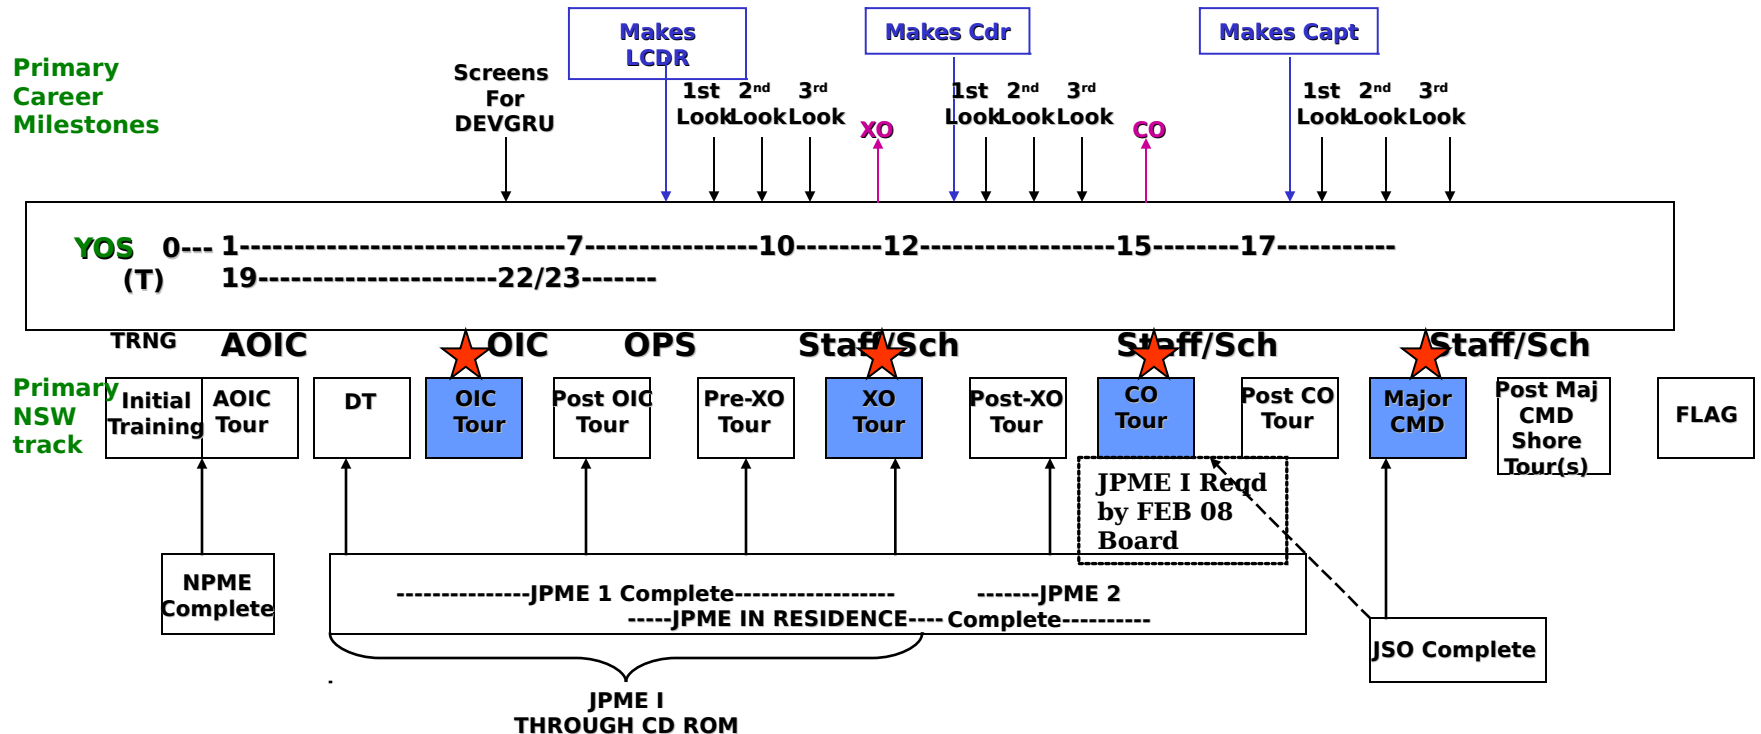 Makes
LCDR
Makes Cdr
Makes Capt
Primary
Career
Milestones
Screens
For
DEVGRU
1st 2nd 3rd
Look Look Look
XO
1st 2nd 3rd
Look Look Look
CO
1st 2nd 3rd
Look Look Look
YOS 0--- 1------------------------------7----------------10--------12------------------15--------17-----------
(T) 19----------------------22/23-------
TRNG AOIC OIC OPS Staff/Sch Staff/Sch Staff/Sch
Primary
NSW
track
Initial
Training
AOIC
Tour
DT
OIC
Tour
Post OIC
Tour
Pre-XO
Tour
XO
Tour
Post-XO
Tour
CO
Tour
Post CO
Tour
Major
CMD
Post Maj
CMD
Shore
Tour(s)
FLAG
JPME I Reqd
by FEB 08
Board
NPME
Complete
---------------JPME 1 Complete------------------
-----JPME IN RESIDENCE----
-------JPME 2
Complete----------
JSO Complete
JPME I
THROUGH CD ROM